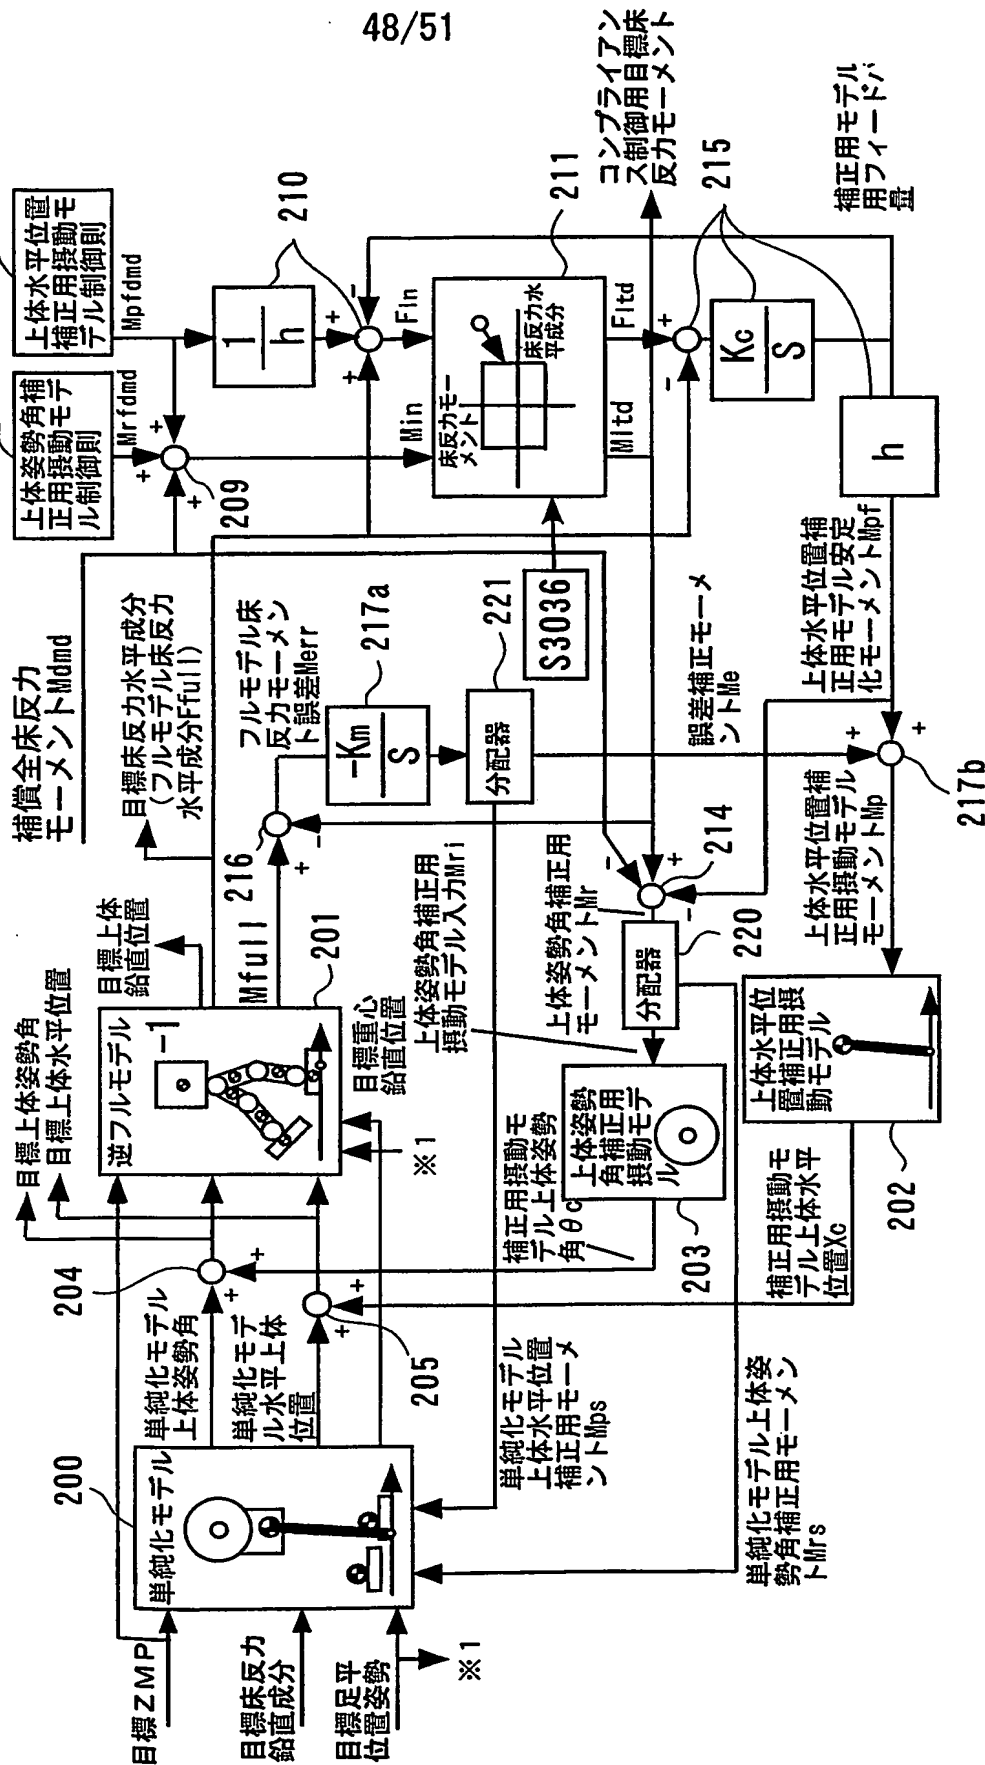 48/51
上体水平位置
補正用摂動モ
デル制御則
上体姿勢角補
正用摂動モデ
ル制御則
Mpfdmd
Mrfdmd
209
1
h
210
Min
Fin
床反力モー
メント
床反力水
平成分
211
Mltd
Fltd
コンプライアン
ス制御用目標床
反力モーメント
Kc
S
215
h
補正用モデル
用フィードバ
量
補償全床反力
モーメントMdmd
目標床反力水平成分
(フルモデル床反力
水平成分Ffull)
フルモデル床
反力モーメン
ト誤差Merr
-Km
S
217a
分配器
221
S3036
誤差補正モーメ
ントMe
上体水平位置補
正用モデル安定
化モーメントMpf
目標上体姿勢角
目標上体水平位置
目標上体
鉛直位置
逆フルモデル
-1
201
Mfull
216
目標重心
鉛直位置
※1
上体姿勢角補正用
摂動モデル入力Mri
上体姿勢角補正用
モーメントMr
214
分配器
220
上体水平位置補
正用摂動モデル
モーメントMp
217b
204
205
補正用摂動モ
デル上体姿勢
角θc
上体姿勢
角補正用
摂動モデ
ル
203
補正用摂動モ
デル上体水平
位置Xc
上体水平位
置補正用摂
動モデル
202
200
単純化モデル
単純化モデル
上体姿勢角
単純化モデ
ル水平上体
位置
単純化モデル
上体水平位置
補正用モーメ
ントMps
単純化モデル上体姿
勢角補正用モーメン
トMrs
目標ZMP
目標床反力
鉛直成分
目標足平
位置姿勢
※1